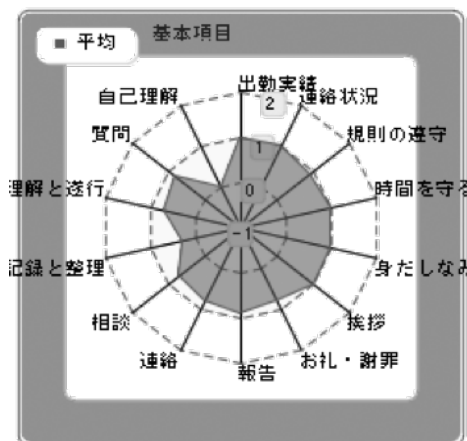 ■ 平均
基本項目
出勤実績
連絡状況
規則の遵守
時間を守る
身だしなみ
挨拶
お礼・謝罪
報告
連絡
相談
記録と整理
理解と遂行
質問
自己理解
2
1
0
-1